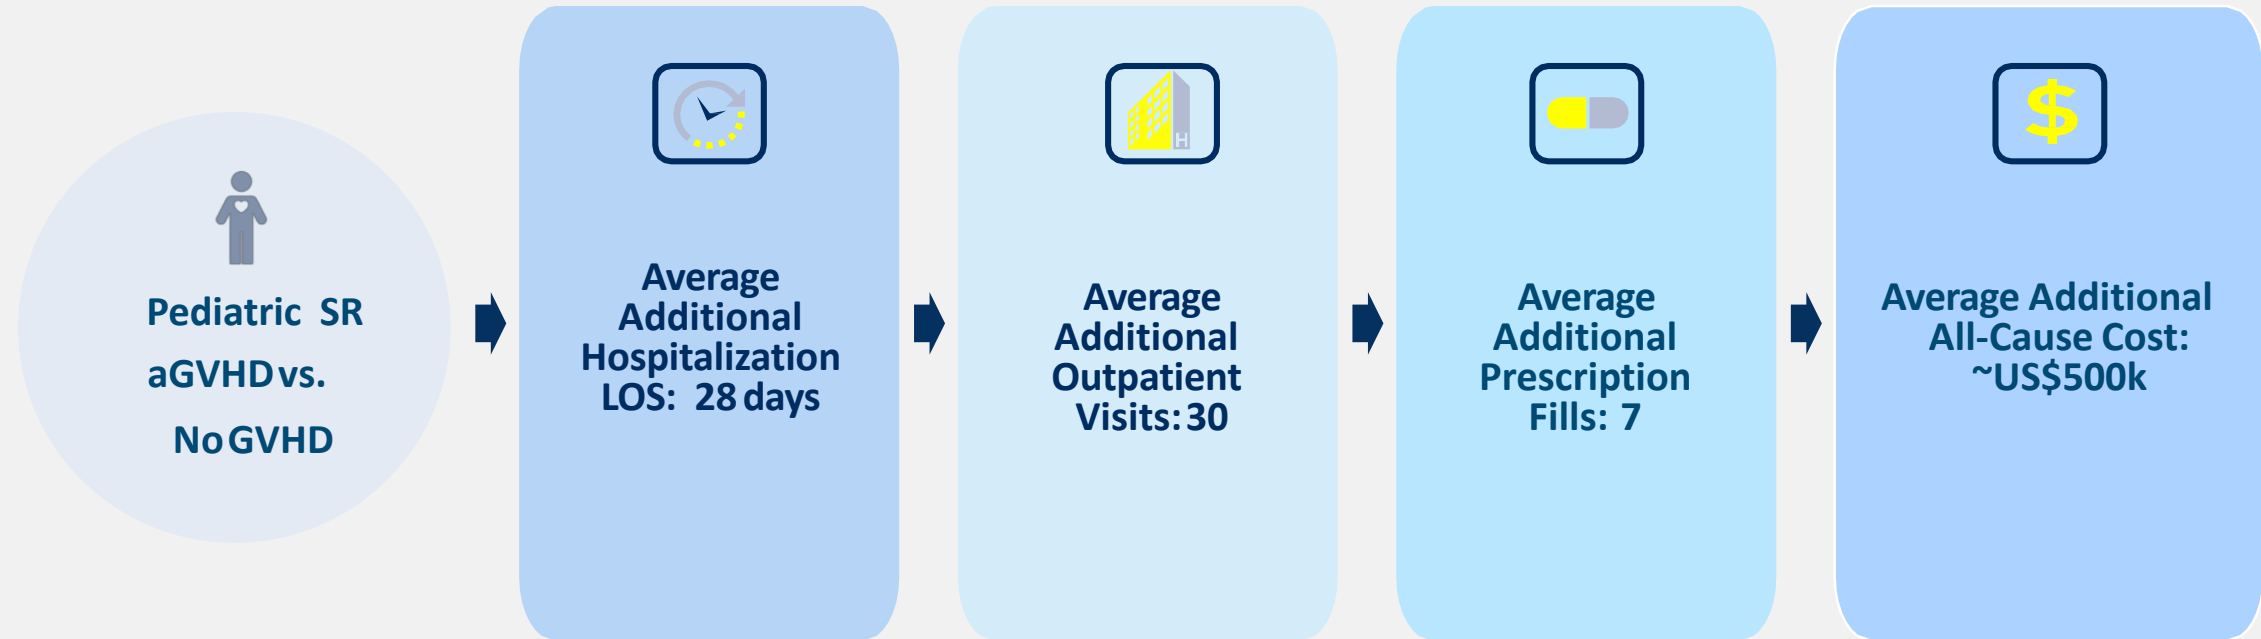 Pediatric SR
aGVHD vs.
No GVHD
Average
Additional
Hospitalization
LOS: 28 days
H
Average
Additional
Outpatient
Visits: 30
Average
Additional
Prescription
Fills: 7
$
Average Additional
All-Cause Cost:
~US$500k